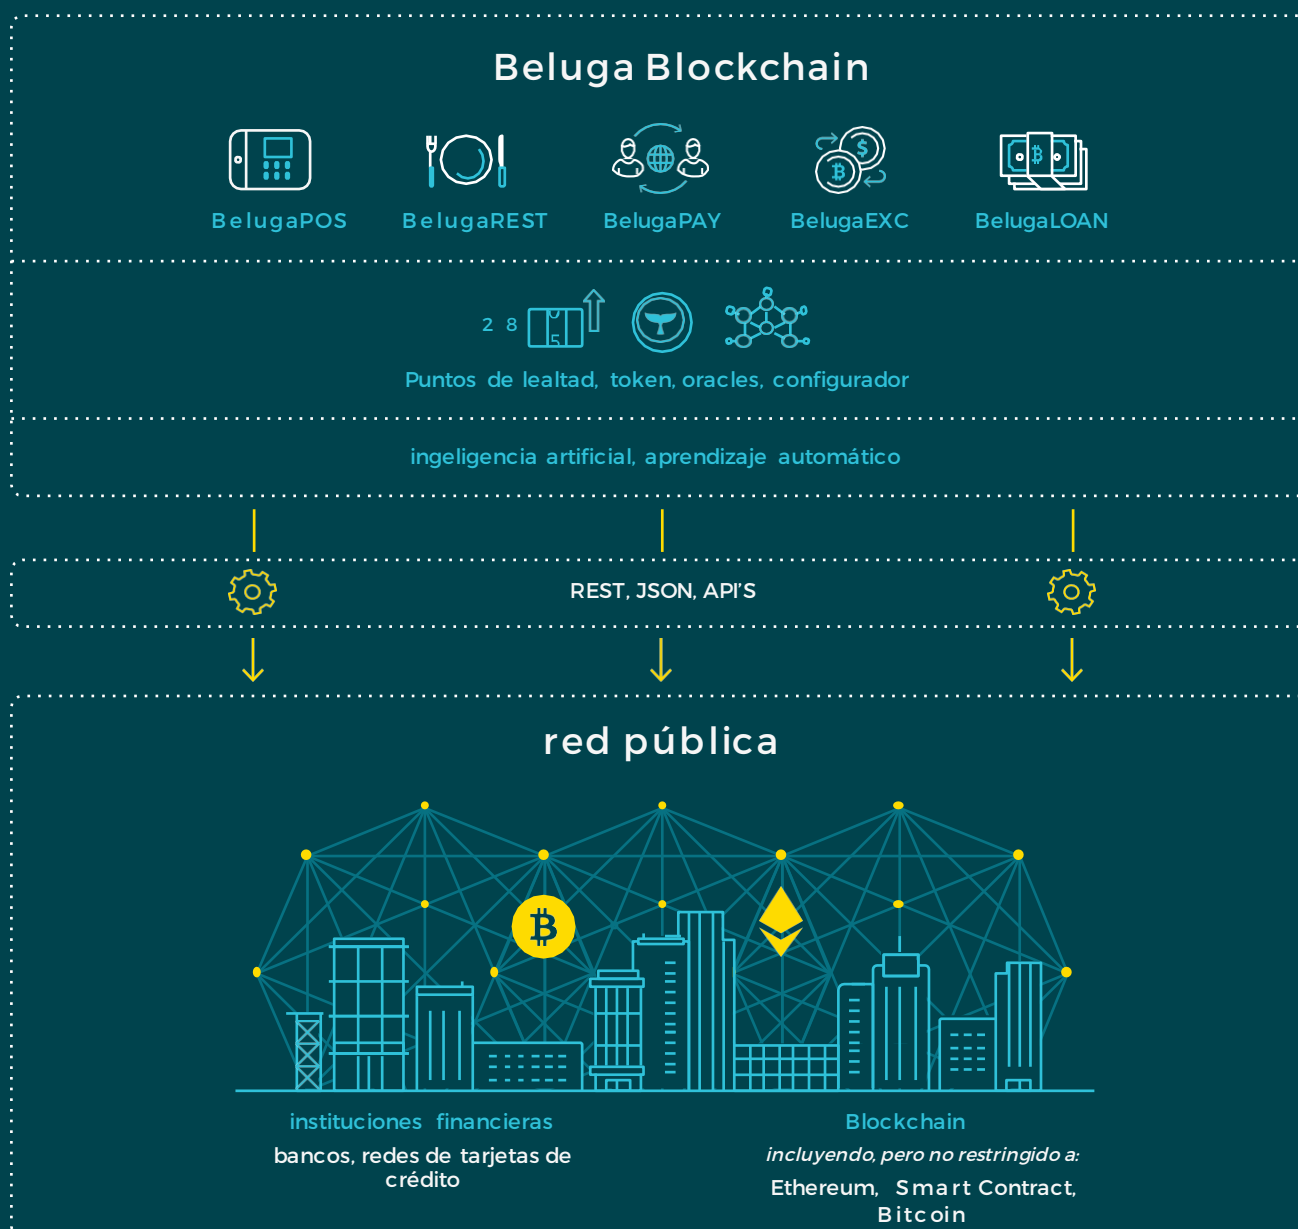 Beluga Blockchain
BelugaPOS BelugaREST BelugaPAY BelugaEXC BelugaLOAN
2 8 0 5
Puntos de lealtad, token, oracles, configurador
ingeligencia artificial, aprendizaje automático
REST, JSON, API'S
red pública
instituciones financieras
bancos, redes de tarjetas de
crédito
Blockchain
incluyendo, pero no restringido a:
Ethereum, Smart Contract,
Bitcoin